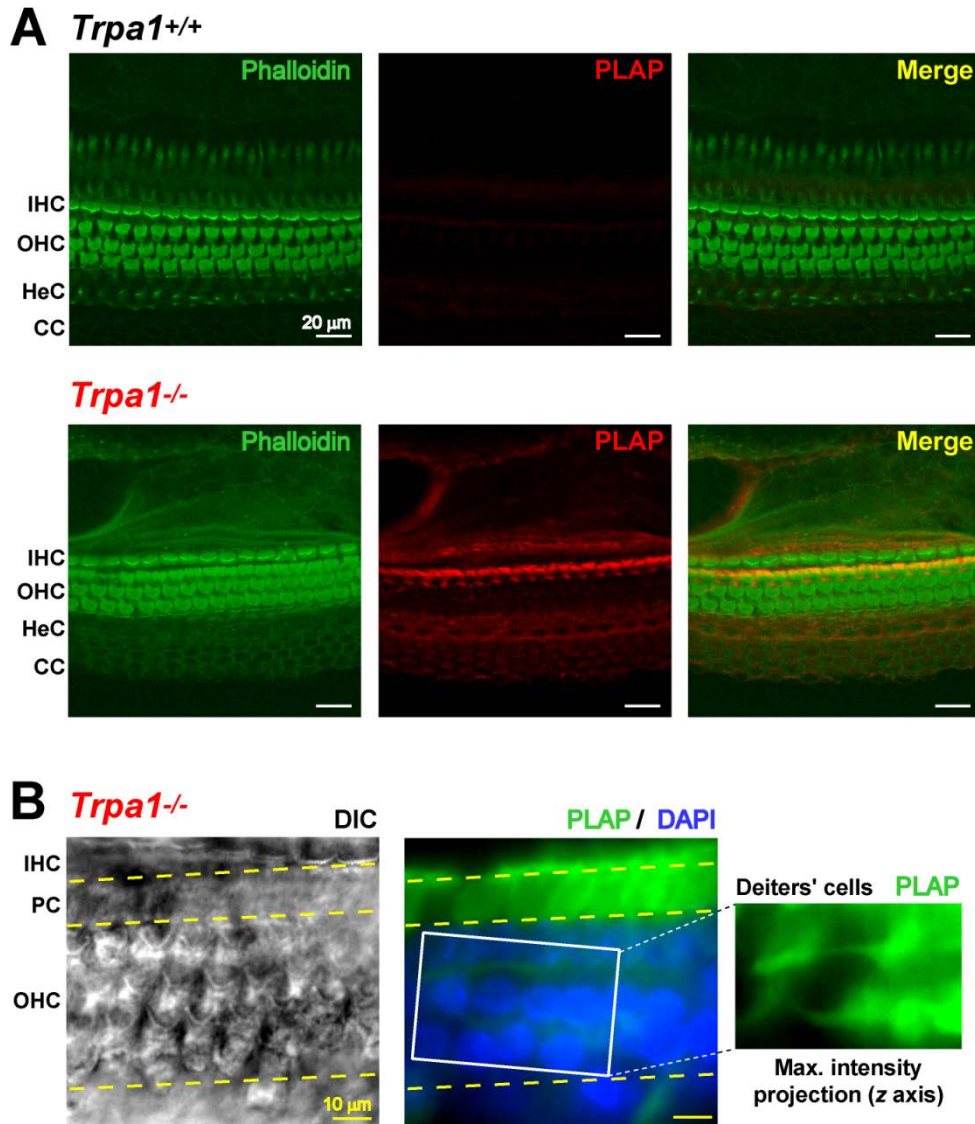 A Trpa1+/+
Phalloidin PLAP Merge
IHC
OHC
HeC
CC
20 µm
Trpa1-/-
Phalloidin PLAP Merge
IHC
OHC
HeC
CC
B Trpa1-/-
DIC PLAP / DAPI
IHC
PC
OHC
10 µm
Deiters' cells PLAP
Max. intensity
projection (z axis)